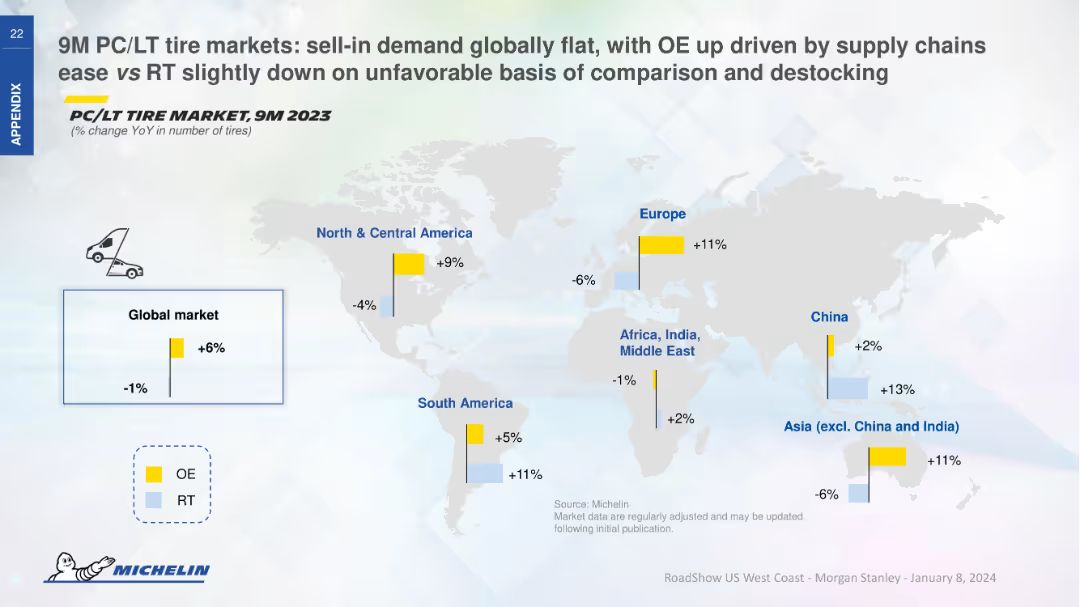 22
APPENDIX
9M PC/LT tire markets: sell-in demand globally flat, with OE up driven by supply chains
ease vs RT slightly down on unfavorable basis of comparison and destocking
PC/LT TIRE MARKET, 9M 2023
(% change YoY in number of tires)
Europe
+11%
-6%
North & Central America
+9%
-4%
Global market
+6%
-1%
China
+2%
+13%
Africa, India,
Middle East
-1%
+2%
South America
+5%
+11%
Asia (excl. China and India)
+11%
-6%
OE
RT
Source: Michelin
Market data are regularly adjusted and may be updated
following initial publication.
MICHELIN
RoadShow US West Coast - Morgan Stanley - January 8, 2024